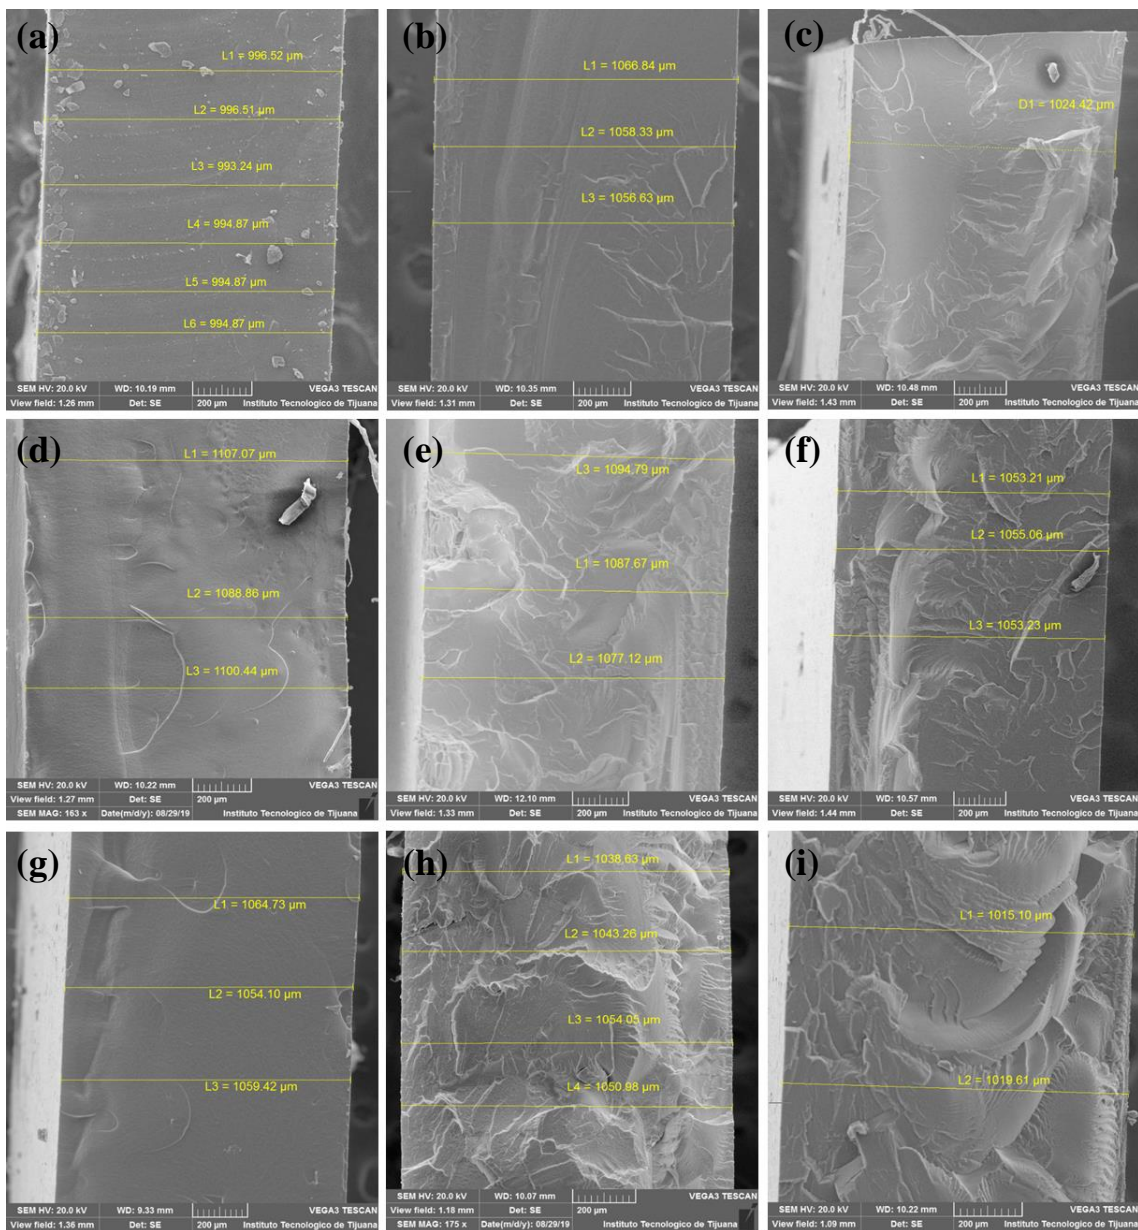 (a)
L1 = 996.52 µm
L2 = 996.51 µm
L3 = 993.24 µm
L4 = 994.87 µm
L5 = 994.87 µm
L6 = 994.87 µm
SEM HV: 20.0 kV WD: 10.19 mm VEGA3 TESCAN
View field: 1.26 mm Det: SE 200 µm Instituto Tecnologico de Tijuana
(b)
L1 = 1066.84 µm
L2 = 1058.33 µm
L3 = 1056.63 µm
SEM HV: 20.0 kV WD: 10.35 mm VEGA3 TESCAN
View field: 1.31 mm Det: SE 200 µm Instituto Tecnologico de Tijuana
(c)
D1 = 1024.42 µm
SEM HV: 20.0 kV WD: 10.48 mm VEGA3 TESCAN
View field: 1.43 mm Det: SE 200 µm Instituto Tecnologico de Tijuana
(d)
L1 = 1107.07 µm
L2 = 1088.86 µm
L3 = 1100.44 µm
SEM HV: 20.0 kV WD: 10.22 mm VEGA3 TESCAN
View field: 1.27 mm Det: SE 200 µm
SEM MAG: 163 x Date(m/d/y): 08/29/19 Instituto Tecnologico de Tijuana
(e)
L3 = 1094.79 µm
L1 = 1087.67 µm
L2 = 1077.12 µm
SEM HV: 20.0 kV WD: 12.10 mm VEGA3 TESCAN
View field: 1.33 mm Det: SE 200 µm Instituto Tecnologico de Tijuana
(f)
L1 = 1053.21 µm
L2 = 1055.06 µm
L3 = 1053.23 µm
SEM HV: 20.0 kV WD: 10.57 mm VEGA3 TESCAN
View field: 1.44 mm Det: SE 200 µm Instituto Tecnologico de Tijuana
(g)
L1 = 1064.73 µm
L2 = 1054.10 µm
L3 = 1059.42 µm
SEM HV: 20.0 kV WD: 9.33 mm VEGA3 TESCAN
View field: 1.36 mm Det: SE 200 µm Instituto Tecnologico de Tijuana
(h)
L1 = 1038.63 µm
L2 = 1043.26 µm
L3 = 1054.05 µm
L4 = 1050.98 µm
SEM HV: 20.0 kV WD: 10.07 mm VEGA3 TESCAN
View field: 1.18 mm Det: SE 200 µm
SEM MAG: 175 x Date(m/d/y): 08/29/19 Instituto Tecnologico de Tijuana
(i)
L1 = 1015.10 µm
L2 = 1019.61 µm
SEM HV: 20.0 kV WD: 10.22 mm VEGA3 TESCAN
View field: 1.09 mm Det: SE 200 µm Instituto Tecnologico de Tijuana